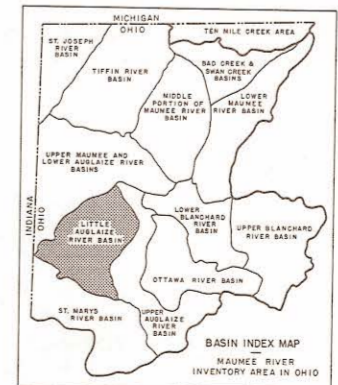 MICHIGAN
OHIO
TEN MILE CREEK AREA
ST. JOSEPH
RIVER
BASIN
TIFFIN RIVER
BASIN
BAD CREEK &
SWAN CREEK
BASINS
MIDDLE
PORTION OF
MAUMEE RIVER
BASIN
LOWER
MAUMEE
RIVER BASIN
UPPER MAUMEE AND
LOWER AUGLAIZE RIVER
BASINS
INDIANA
OHIO
LITTLE
AUGLAIZE
RIVER BASIN
LOWER
BLANCHARD
RIVER
BASIN
UPPER BLANCHARD
RIVER BASIN
OTTAWA RIVER BASIN
ST. MARYS
RIVER BASIN
UPPER
AUGLAIZE
RIVER
BASIN
BASIN INDEX MAP
MAUMEE RIVER
INVENTORY AREA IN OHIO